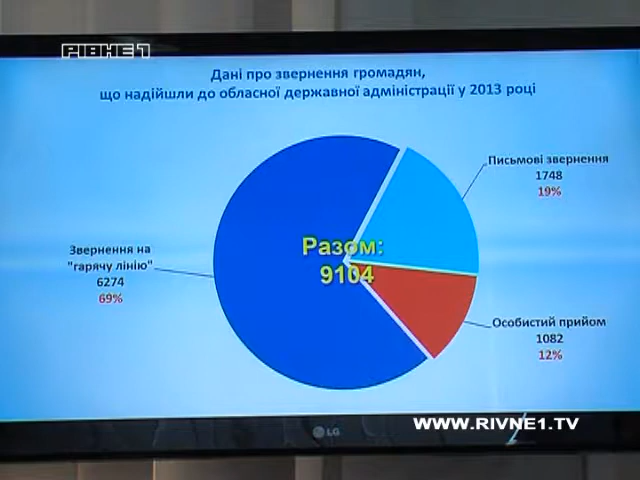 РІВНЕ 1
Дані про звернення громадян,
що надійшли до обласної державної адміністрації у 2013 році
Письмові звернення
1748
19%
Разом:
9104
Звернення на
"гарячу лінію"
6274
69%
Особистий прийом
1082
12%
WWW.RIVNE1.TV
LG